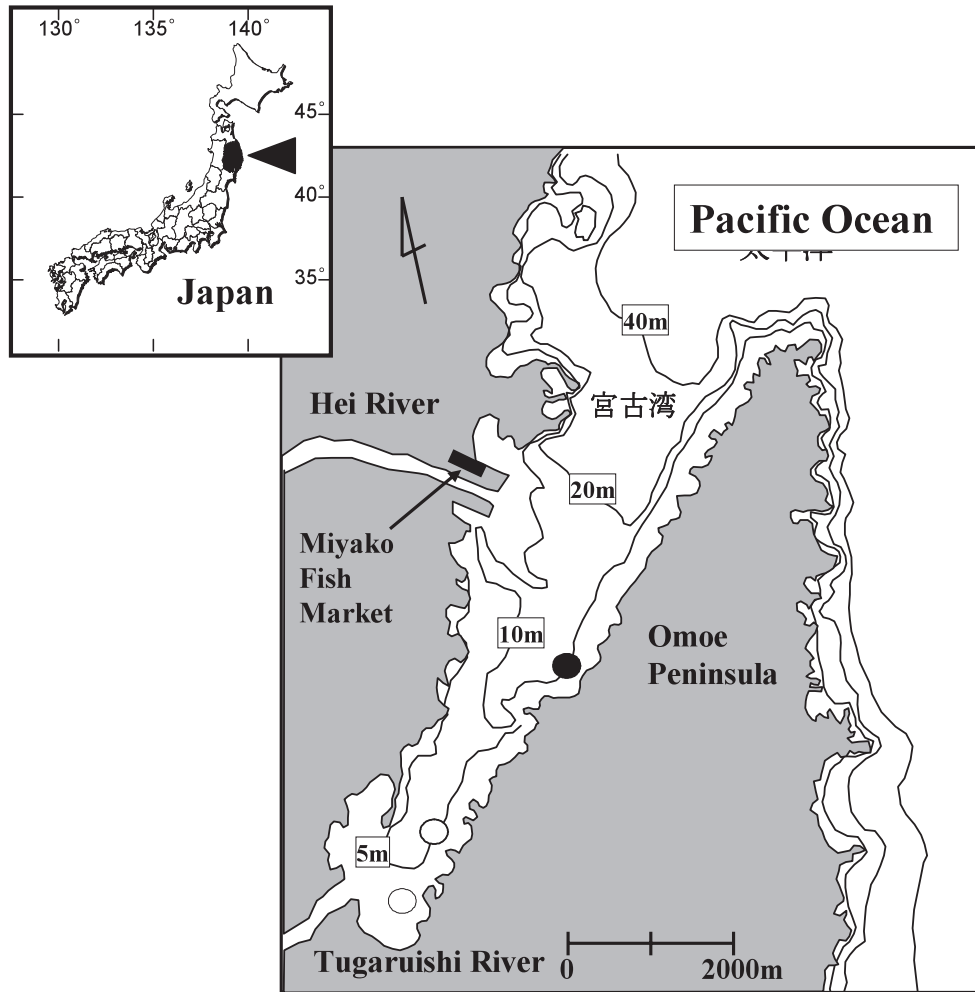 130°
135°
140°
45°
40°
35°
Japan
Pacific Ocean
40m
Hei River
宮古湾
20m
Miyako
Fish
Market
10m
Omoe
Peninsula
5m
Tugaruishi River
0
2000m